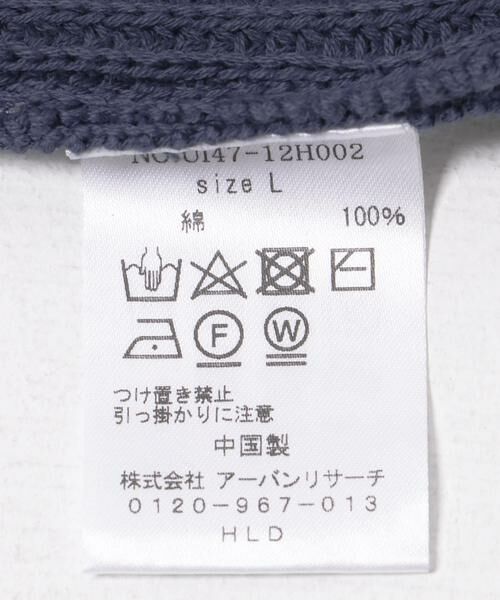 NO.UI47-12H002
size L
綿 100%
F W
つけ置き禁止
引っ掛かりに注意
中国製
株式会社 アーバンリサーチ
0120-967-013
HLD